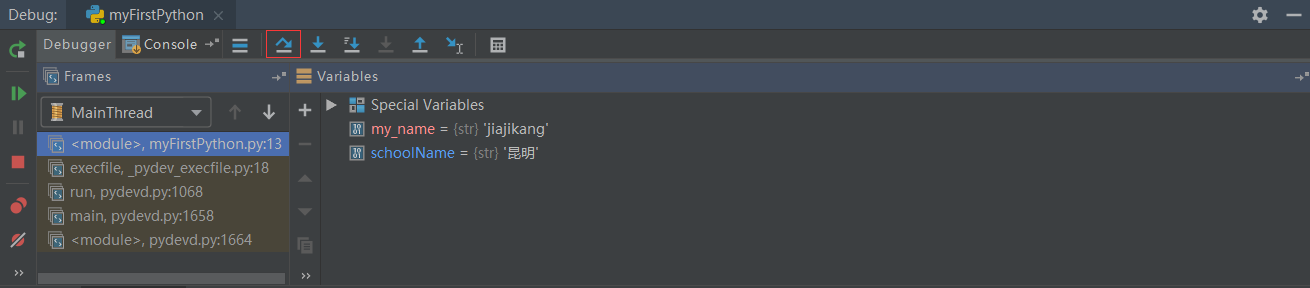 Debug: myFirstPython
Debugger Console
Frames
Variables
MainThread
<module>, myFirstPython.py:13
execfile, _pydev_execfile.py:18
run, pydevd.py:1068
main, pydevd.py:1658
<module>, pydevd.py:1664
Special Variables
my_name = {str} 'jiajikang'
schoolName = {str} '昆明'